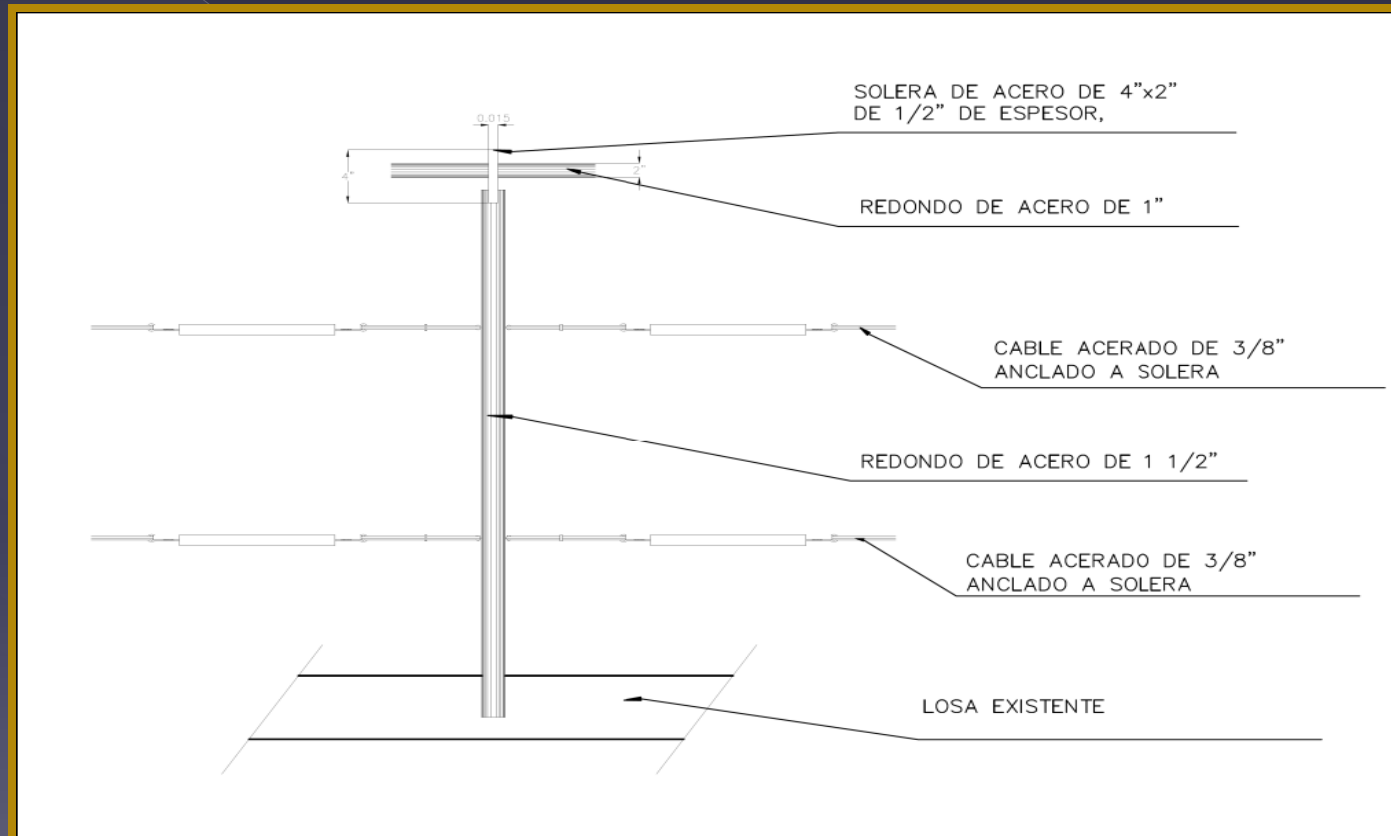 SOLERA DE ACERO DE 4"x2"
DE 1/2" DE ESPESOR,
0.015
4"
2"
REDONDO DE ACERO DE 1"
CABLE ACERADO DE 3/8"
ANCLADO A SOLERA
REDONDO DE ACERO DE 1 1/2"
CABLE ACERADO DE 3/8"
ANCLADO A SOLERA
LOSA EXISTENTE